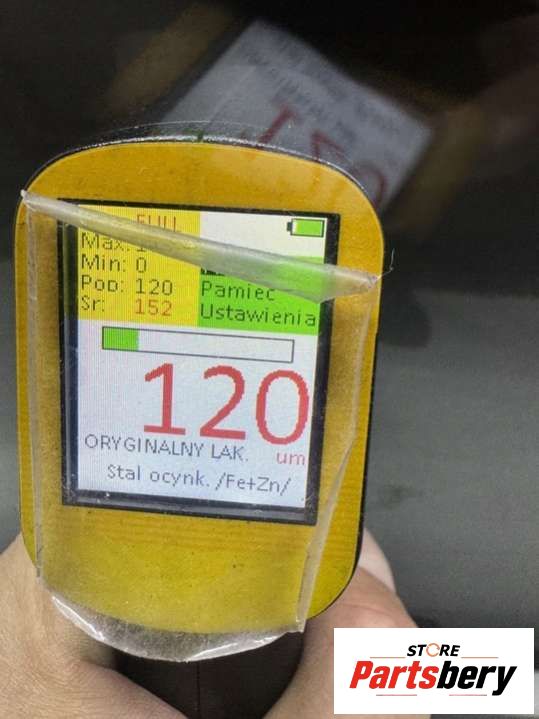 FULL
Max:
Min: 0
Pop: 120
Sr: 152
Pamiec
Ustawienia
120
ORYGINALNY LAK.
um
Stal ocynk. /Fe+Zn/
STORE
Partsbery